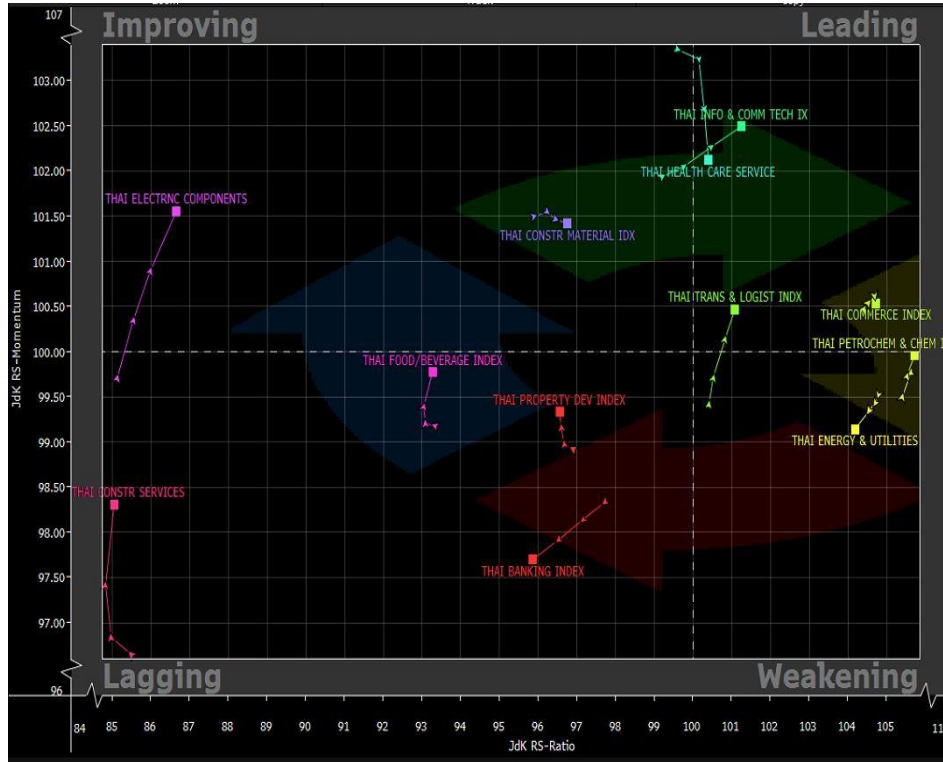 107
Improving
Leading
103.00
102.50
102.00
101.50
101.00
100.50
100.00
99.50
99.00
98.50
98.00
97.50
97.00
96
JdK RS-Momentum
THAI INFO & COMM TECH IX
THAI HEALTH CARE SERVICE
THAI ELECTRNC COMPONENTS
THAI CONSTR MATERIAL IDX
THAI TRANS & LOGIST INDX
THAI COMMERCE INDEX
THAI PETROCHEM & CHEM I
THAI FOOD/BEVERAGE INDEX
THAI PROPERTY DEV INDEX
THAI ENERGY & UTILITIES
THAI CONSTR SERVICES
THAI BANKING INDEX
Lagging
Weakening
84 85 86 87 88 89 90 91 92 93 94 95 96 97 98 99 100 101 102 103 104 105 11
JdK RS-Ratio